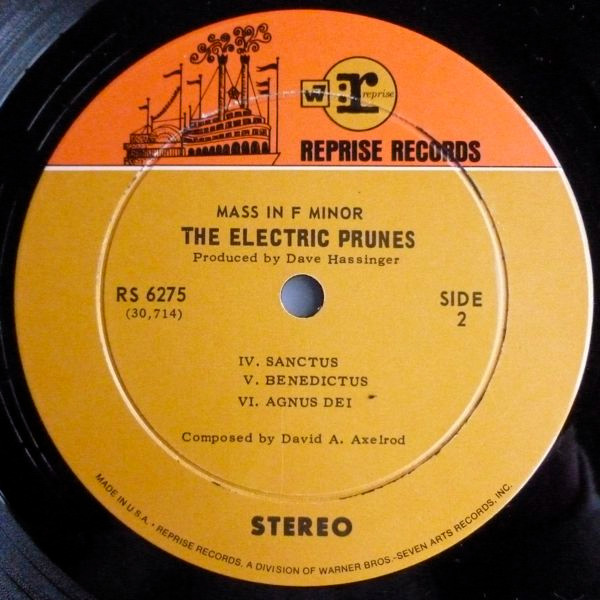 W7
r
reprise
REPRISE RECORDS
MASS IN F MINOR
THE ELECTRIC PRUNES
Produced by Dave Hassinger
RS 6275
(30,714)
SIDE
2
IV. SANCTUS
V. BENEDICTUS
VI. AGNUS DEI
Composed by David A. Axelrod
STEREO
MADE IN U.S.A. • REPRISE RECORDS, A DIVISION OF WARNER BROS.-SEVEN ARTS RECORDS, INC.